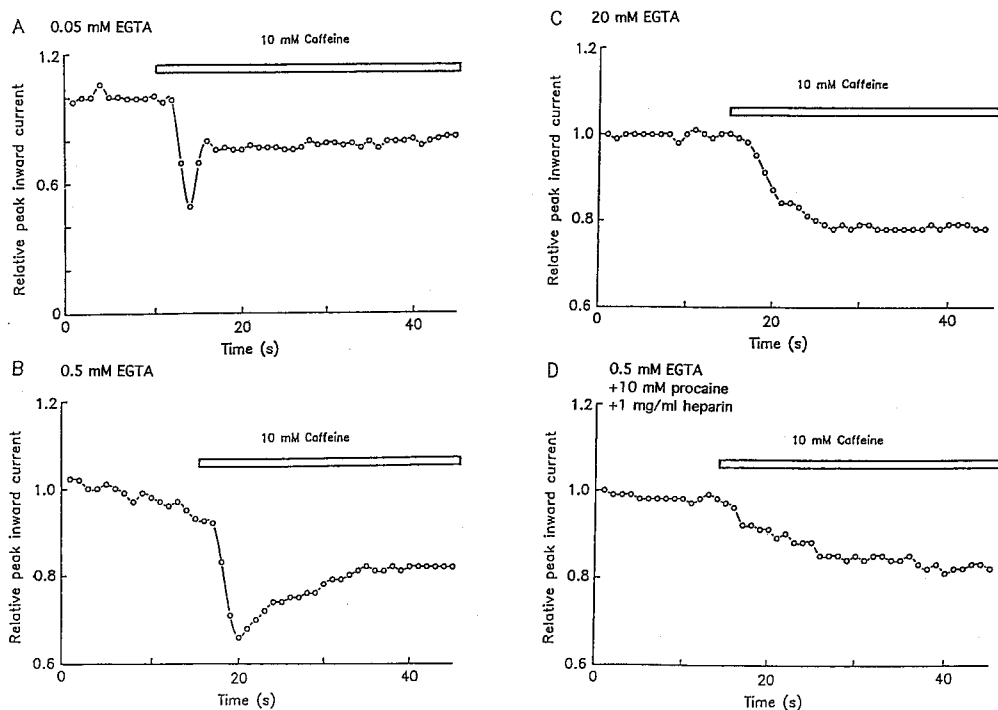 A 0.05 mM EGTA
10 mM Caffeine
Relative peak inward current
1.2
0.6
0
0 20 40
Time (s)
B 0.5 mM EGTA
10 mM Caffeine
Relative peak inward current
1.2
1.0
0.8
0.6
0 20 40
Time (s)
C 20 mM EGTA
10 mM Caffeine
Relative peak inward current
1.2
1.0
0.8
0.6
0 20 40
Time (s)
D 0.5 mM EGTA
+10 mM procaine
+1 mg/ml heparin
10 mM Caffeine
Relative peak inward current
1.2
1.0
0.8
0.6
0 20 40
Time (s)